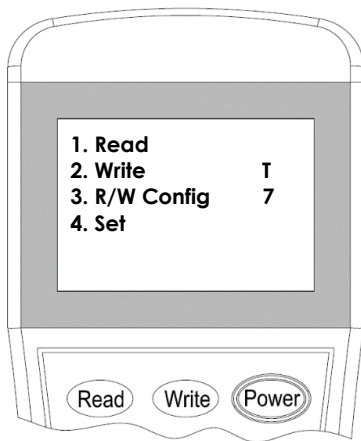 1. Read
2. Write T
3. R/W Config 7
4. Set
Read Write Power